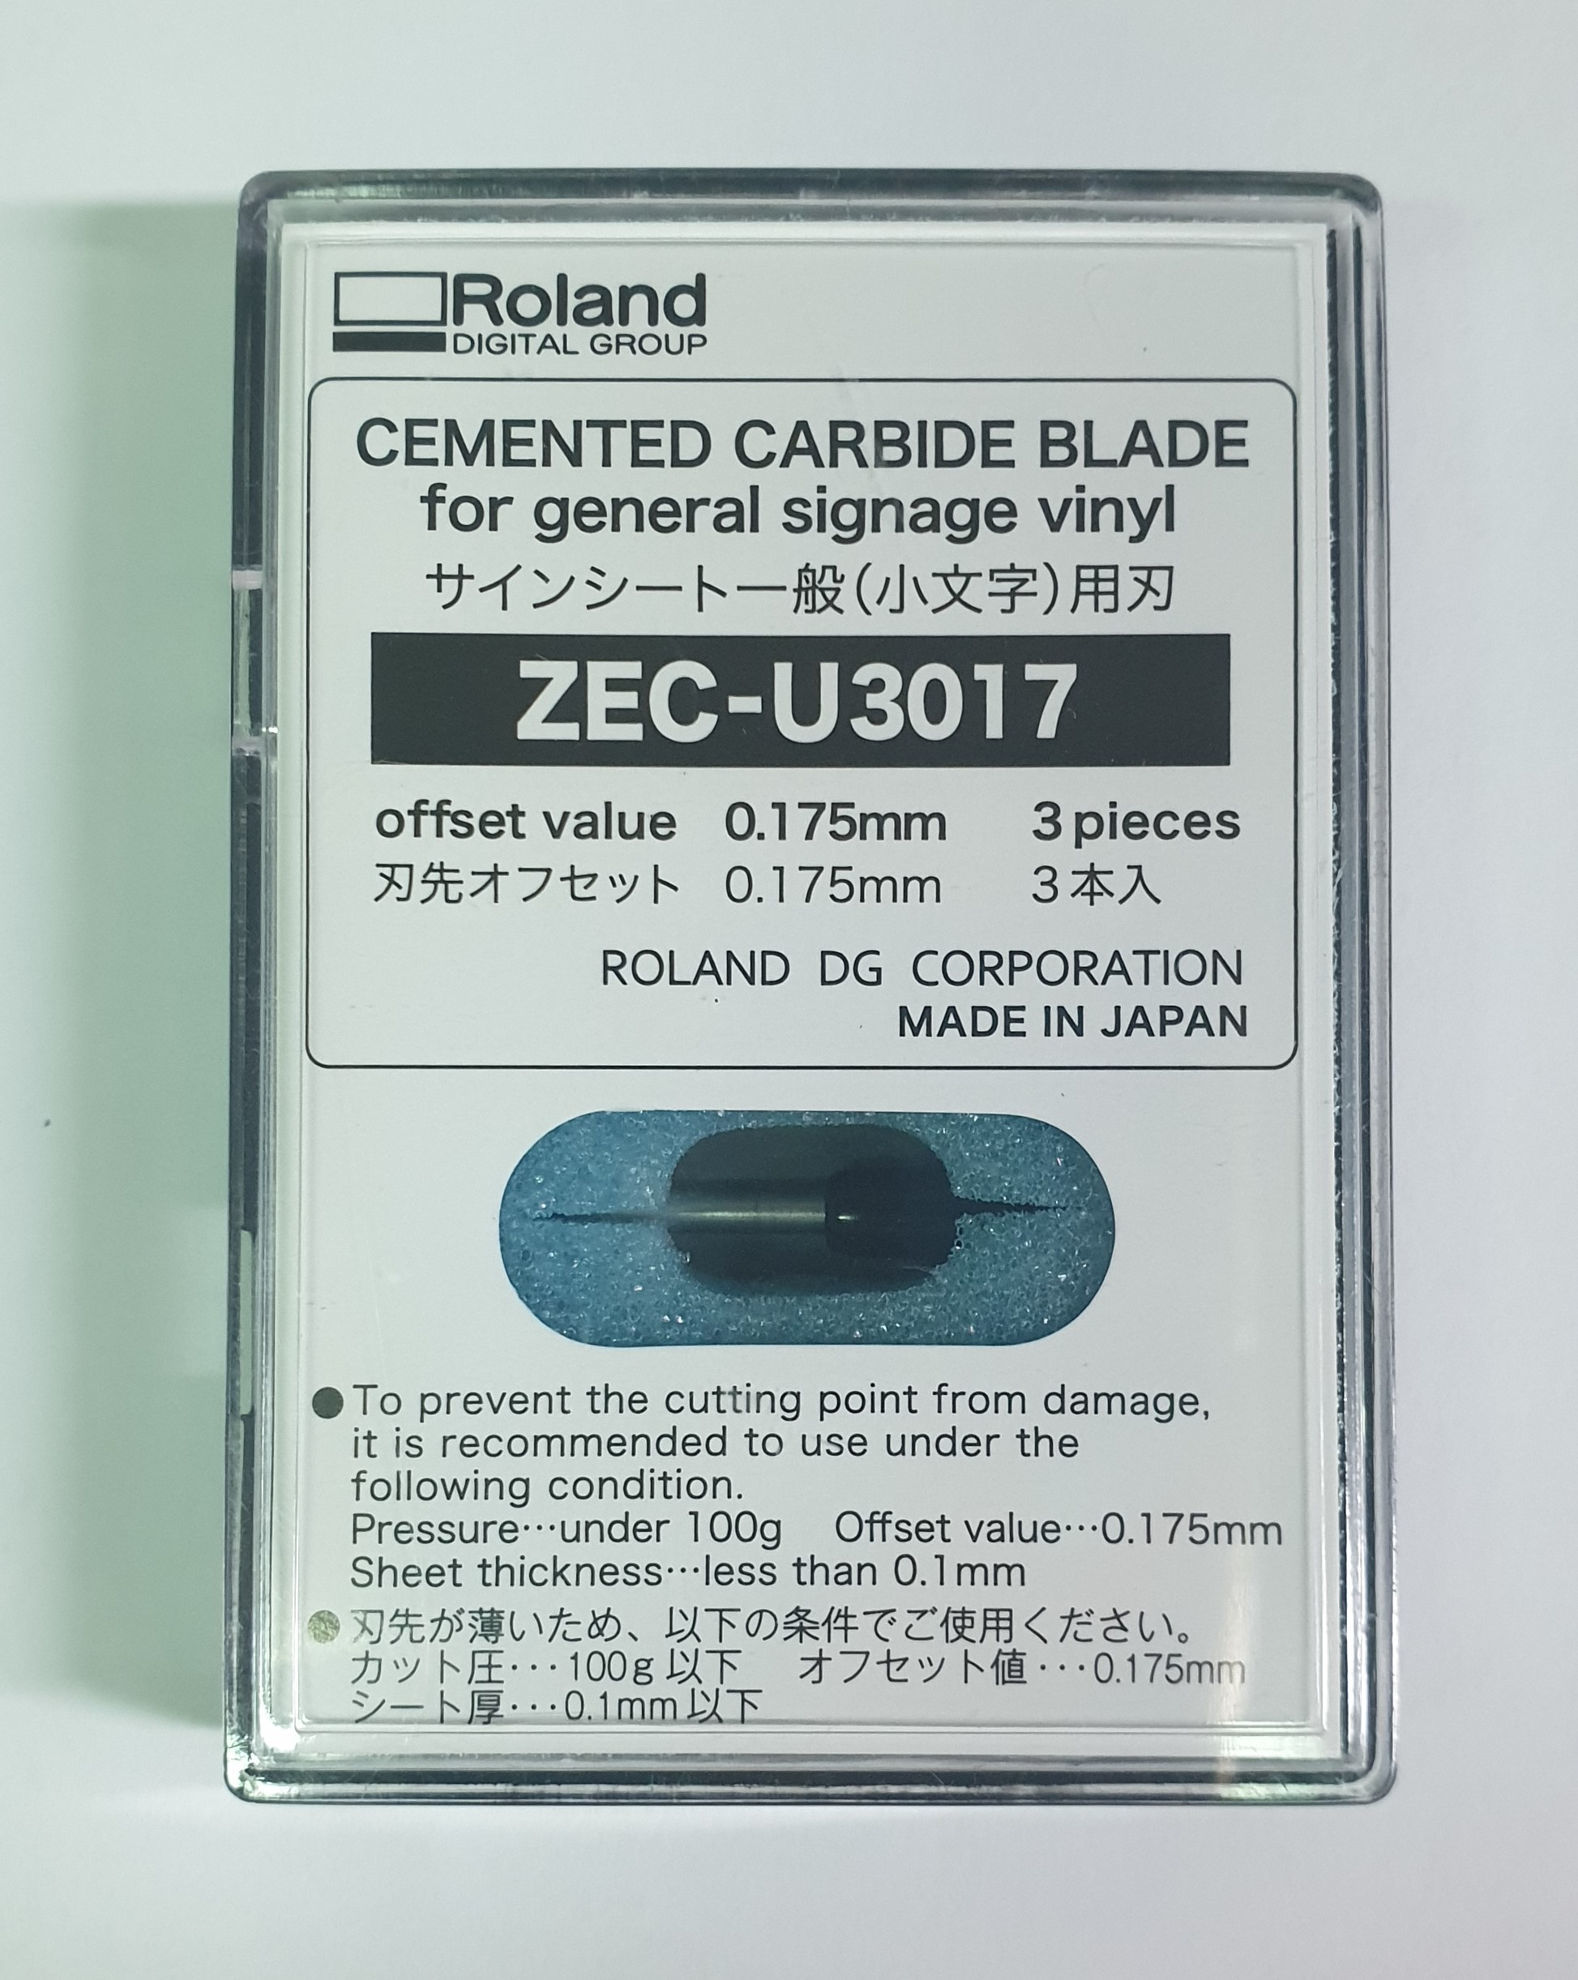 Roland
DIGITAL GROUP
CEMENTED CARBIDE BLADE
for general signage vinyl
サインシート一般(小文字)用刃
ZEC-U3017
offset value 0.175mm 3 pieces
刃先オフセット 0.175mm 3本入
ROLAND DG CORPORATION
MADE IN JAPAN
●To prevent the cutting point from damage,
it is recommended to use under the
following condition.
Pressure…under 100g Offset value…0.175mm
Sheet thickness…less than 0.1mm
●刃先が薄いため、以下の条件でご使用ください。
カット圧･･･100g 以下 オフセット値･･･0.175mm
シート厚･･･0.1mm以下